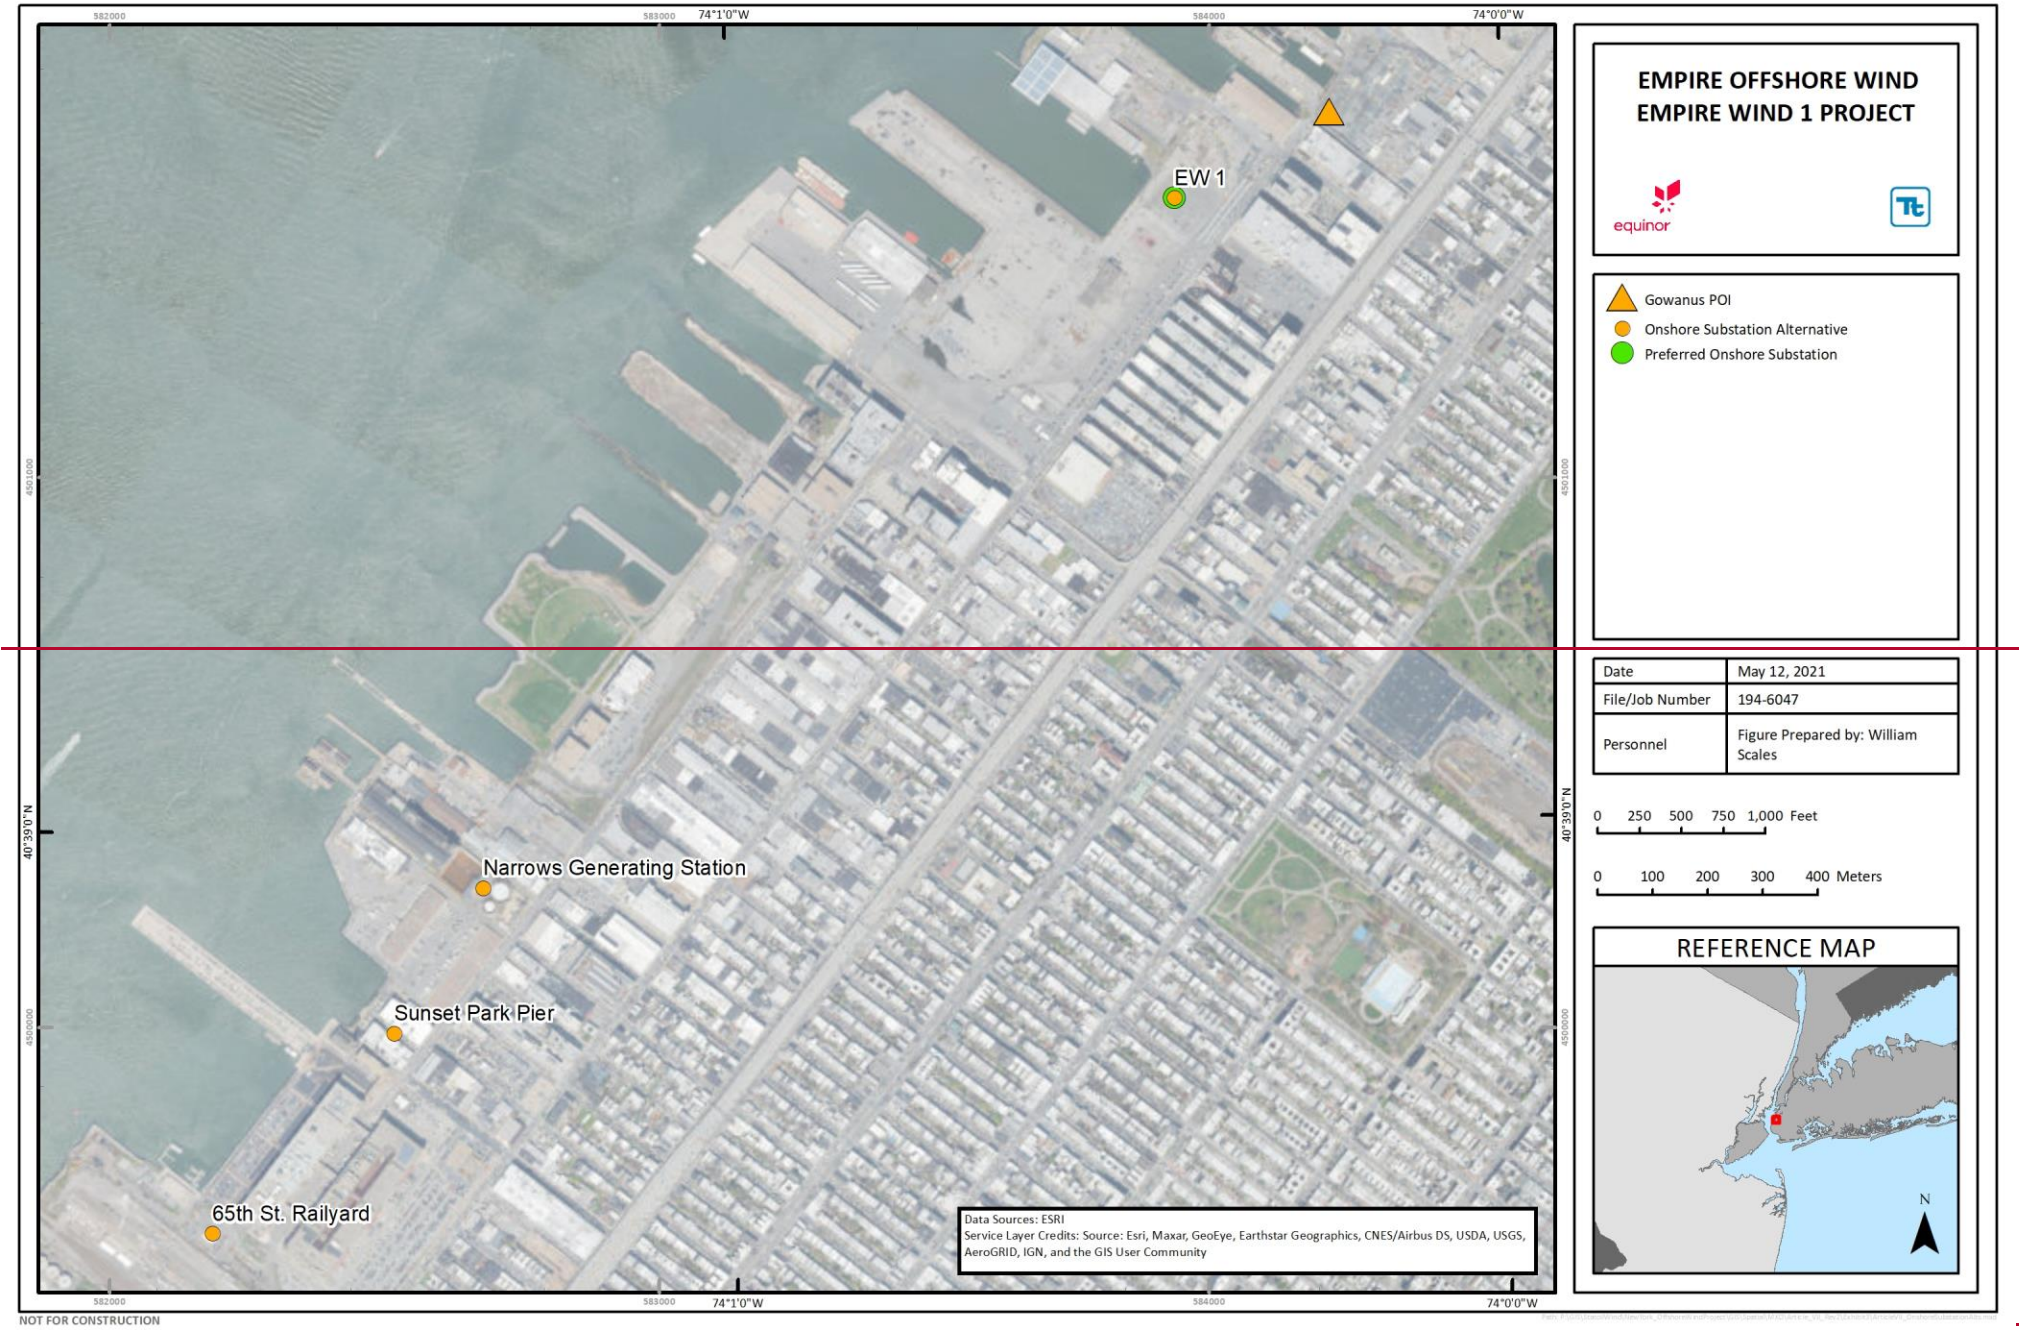 582000
583000
74°1'0"W
584000
74°0'0"W
EMPIRE OFFSHORE WIND
EMPIRE WIND 1 PROJECT
equinor
Tt
EW 1
Gowanus POI
Onshore Substation Alternative
Preferred Onshore Substation
4501000
4501000
Date
May 12, 2021
File/Job Number
194-6047
Personnel
Figure Prepared by: William
Scales
40°39'0"N
40°39'0"N
0 250 500 750 1,000 Feet
0 100 200 300 400 Meters
Narrows Generating Station
REFERENCE MAP
Sunset Park Pier
4500000
4500000
N
65th St. Railyard
Data Sources: ESRI
Service Layer Credits: Source: Esri, Maxar, GeoEye, Earthstar Geographics, CNES/Airbus DS, USDA, USGS,
AeroGRID, IGN, and the GIS User Community
582000
583000
74°1'0"W
584000
74°0'0"W
NOT FOR CONSTRUCTION